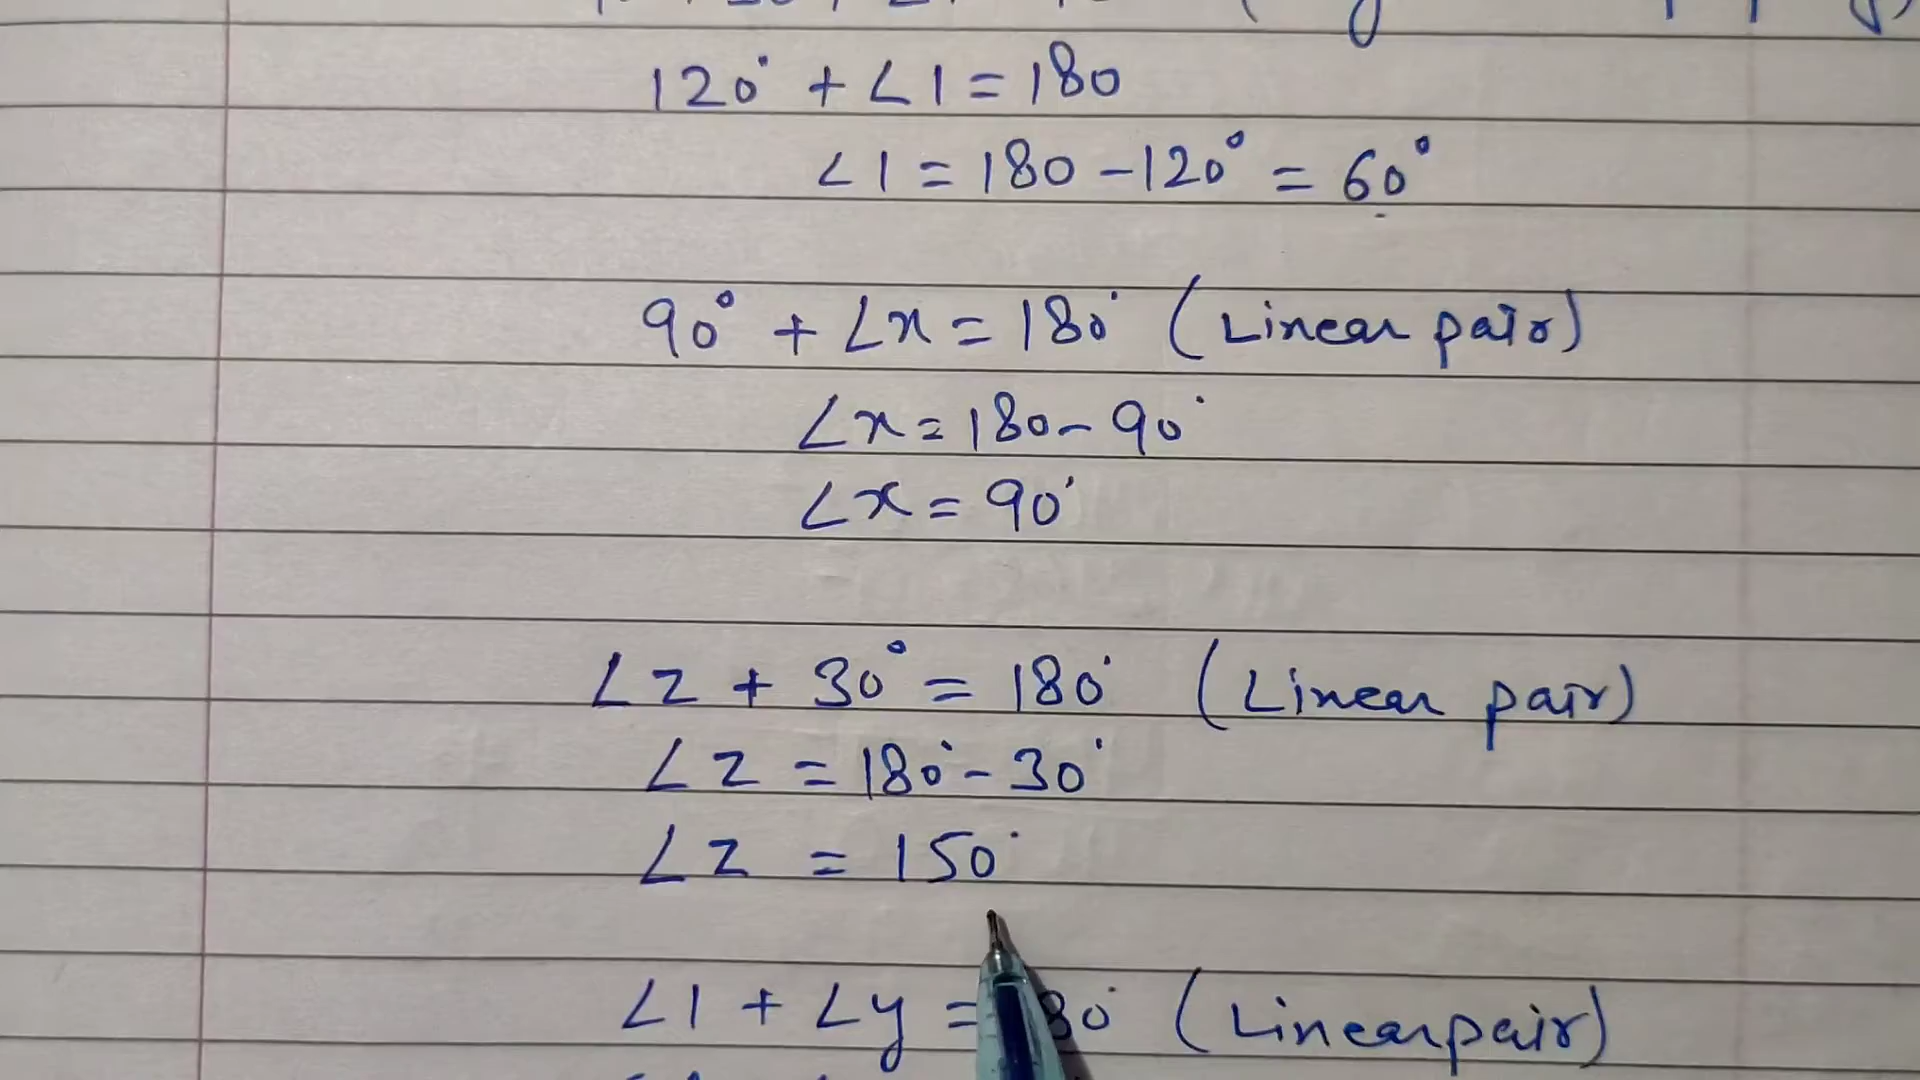 120° + ∠1 = 180
∠1 = 180 - 120° = 60°
90° + ∠x = 180° (Linear pair)
∠x = 180 - 90°
∠x = 90°
∠z + 30° = 180° (Linear pair)
∠z = 180° - 30°
∠z = 150°
∠1 + ∠y = 80° (Linear pair)